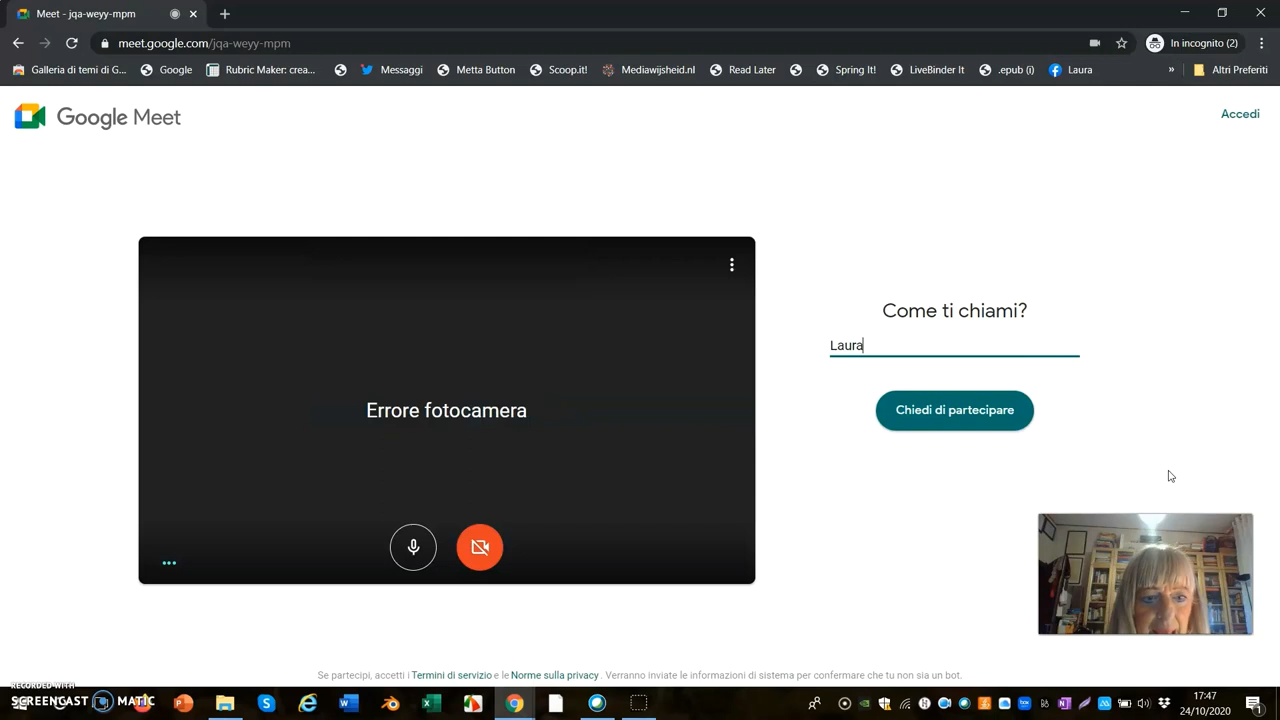 Meet - jqa-weyy-mpm
meet.google.com/jqa-weyy-mpm
In incognito (2)
Galleria di temi di G...
Google
Rubric Maker: crea...
Messaggi
Metta Button
Scoop.it!
Mediawijsheid.nl
Read Later
Spring It!
LiveBinder It
.epub (i)
Laura
»
Altri Preferiti
Google Meet
Accedi
Errore fotocamera
Come ti chiami?
Laura
Chiedi di partecipare
Se partecipi, accetti i Termini di servizio e le Norme sulla privacy. Verranno inviate le informazioni di sistema per confermare che tu non sia un bot.
RECORDED WITH
SCREENCAST MATIC
17:47
24/10/2020